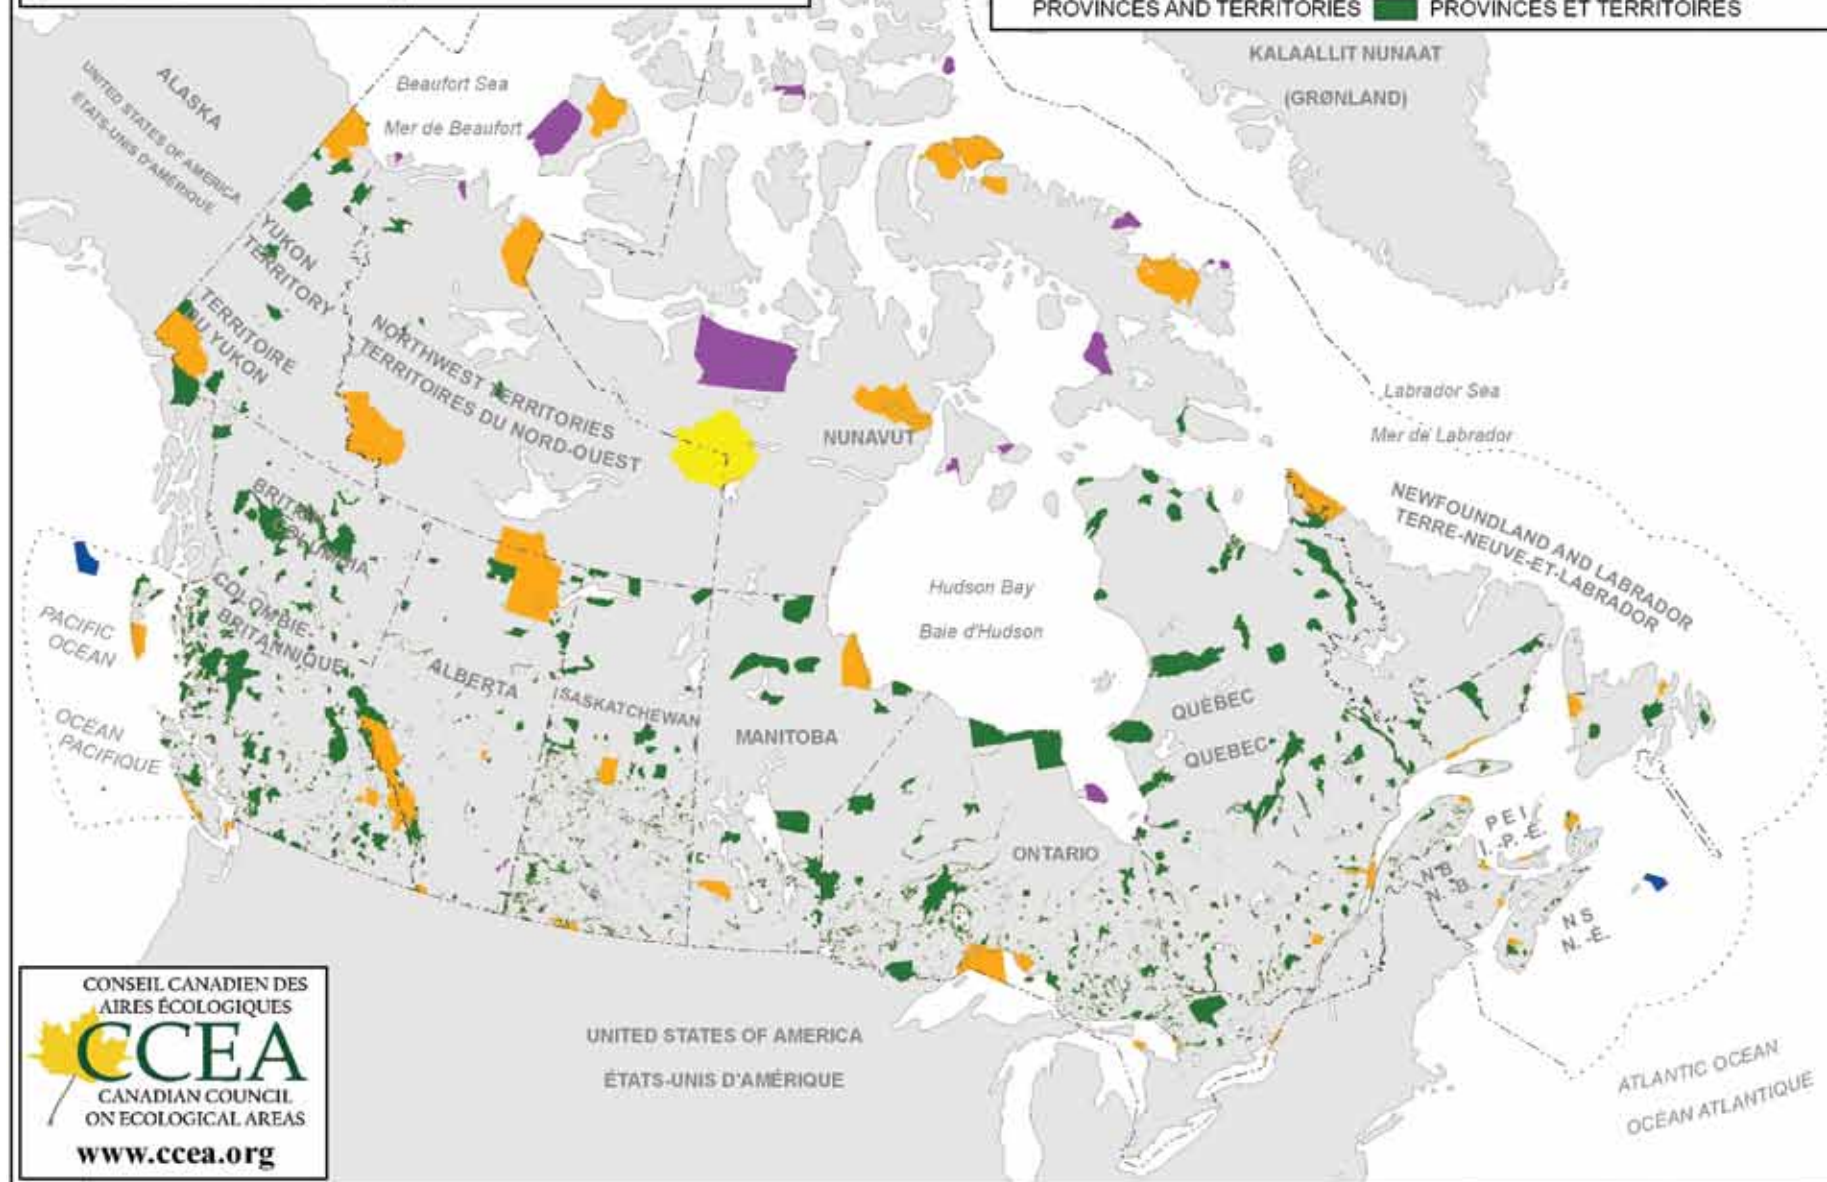 PROVINCES AND TERRITORIES PROVINCES ET TERRITOIRES
KALAALLIT NUNAAT
(GRØNLAND)
ALASKA
UNITED STATES OF AMERICA
ÉTATS-UNIS D'AMÉRIQUE
Beaufort Sea
Mer de Beaufort
YUKON
TERRITORY
TERRITOIRE
DU YUKON
NORTHWEST TERRITORIES
TERRITOIRES DU NORD-OUEST
NUNAVUT
Labrador Sea
Mer de Labrador
NEWFOUNDLAND AND LABRADOR
TERRE-NEUVE-ET-LABRADOR
BRITISH
COLUMBIA
COLOMBIE-
BRITANNIQUE
PACIFIC
OCEAN
OCÉAN
PACIFIQUE
ALBERTA
SASKATCHEWAN
MANITOBA
Hudson Bay
Baie d'Hudson
QUÉBEC
QUEBEC
ONTARIO
P E I
I. -P.-É.
N B
N.-B.
N S
N. -É.
UNITED STATES OF AMERICA
ÉTATS-UNIS D'AMÉRIQUE
ATLANTIC OCEAN
OCÉAN ATLANTIQUE
CONSEIL CANADIEN DES
AIRES ÉCOLOGIQUES
CCEA
CANADIAN COUNCIL
ON ECOLOGICAL AREAS
www.ccea.org